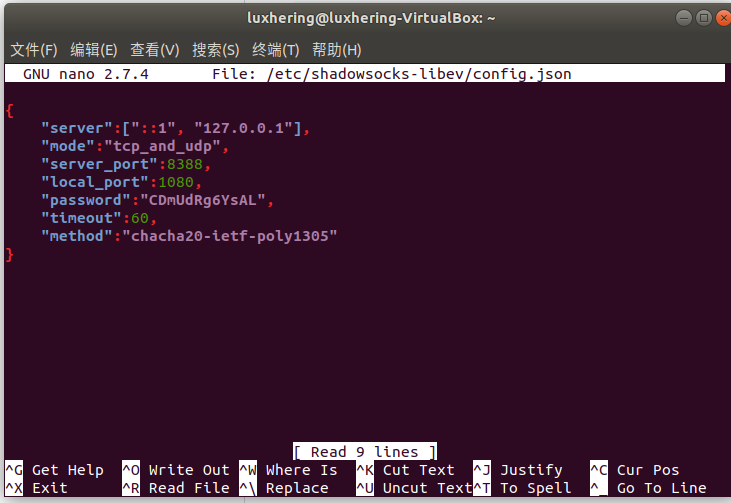 luxhering@luxhering-VirtualBox: ~
文件(F) 编辑(E) 查看(V) 搜索(S) 终端(T) 帮助(H)
GNU nano 2.7.4 File: /etc/shadowsocks-libev/config.json
{
"server":["::1", "127.0.0.1"],
"mode":"tcp_and_udp",
"server_port":8388,
"local_port":1080,
"password":"CDmUdRg6YsAL",
"timeout":60,
"method":"chacha20-ietf-poly1305"
}
[ Read 9 lines ]
^G Get Help ^O Write Out ^W Where Is ^K Cut Text ^J Justify ^C Cur Pos
^X Exit ^R Read File ^\ Replace ^U Uncut Text ^T To Spell ^_ Go To Line